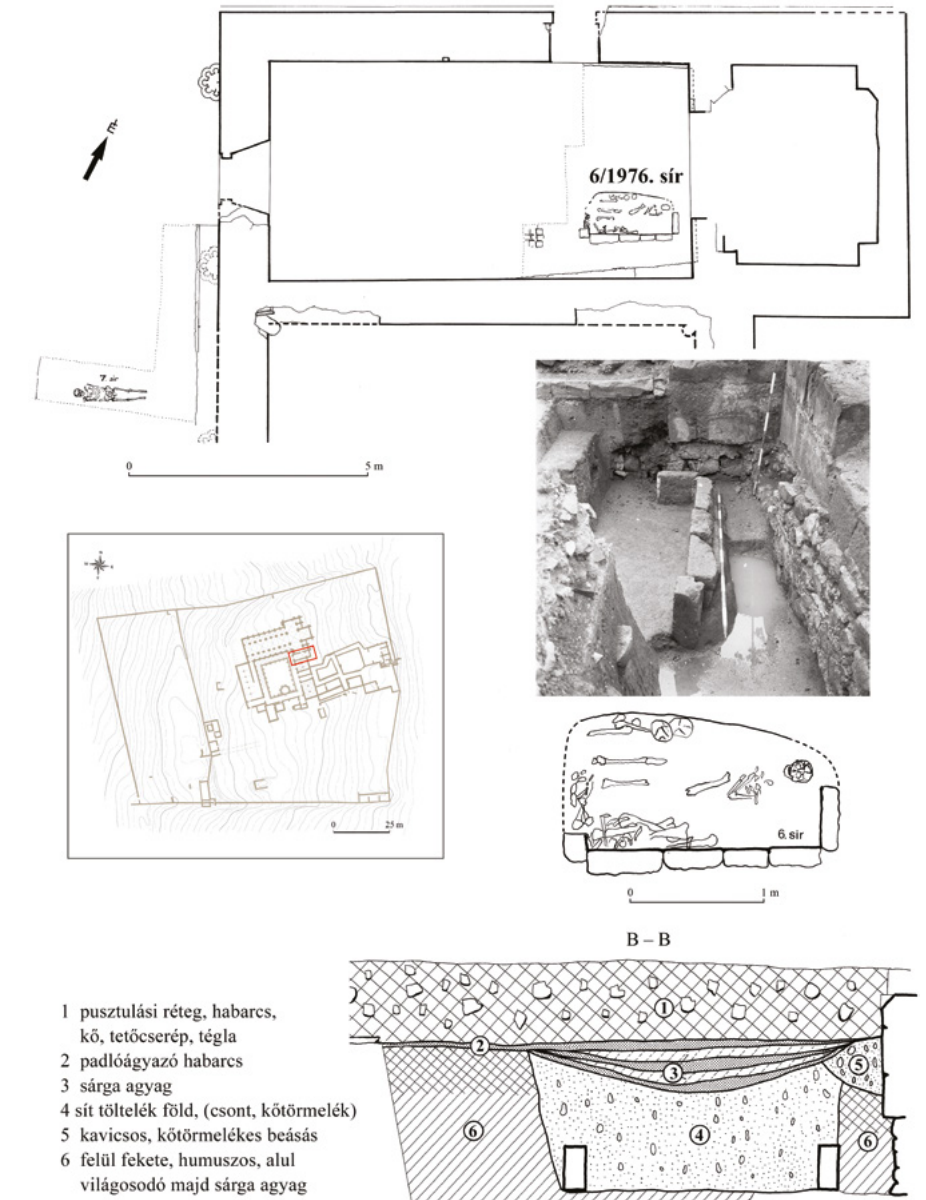 É
6/1976. sír
7 sír
0 5 m
0 25 m
6. sír
0 1 m
B – B
1
2
3
5
4
6
6
1 pusztulási réteg, habarcs,
kő, tetőcserép, tégla
2 padlóágyazó habarcs
3 sárga agyag
4 sít töltelék föld, (csont, kőtörmelék)
5 kavicsos, kőtörmelékes beásás
6 felül fekete, humuszos, alul
világosodó majd sárga agyag